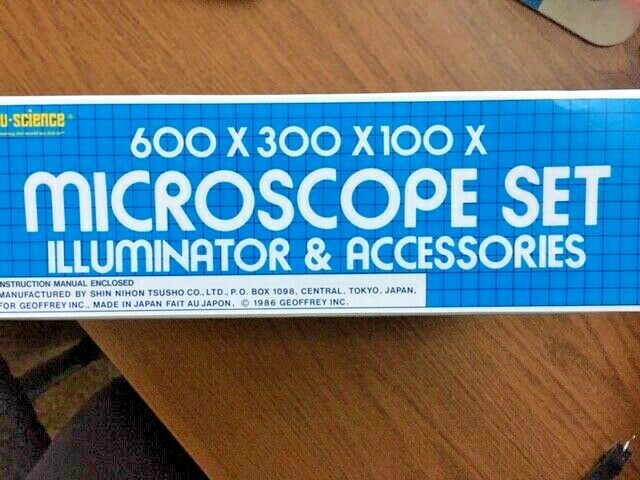 u-science
600 X 300 X 100 X
MICROSCOPE SET
ILLUMINATOR & ACCESSORIES
NSTRUCTION MANUAL ENCLOSED
MANUFACTURED BY SHIN NIHON TSUSHO CO., LTD., P.O. BOX 1098, CENTRAL, TOKYO, JAPAN,
FOR GEOFFREY INC., MADE IN JAPAN FAIT AU JAPON, © 1986 GEOFFREY INC.